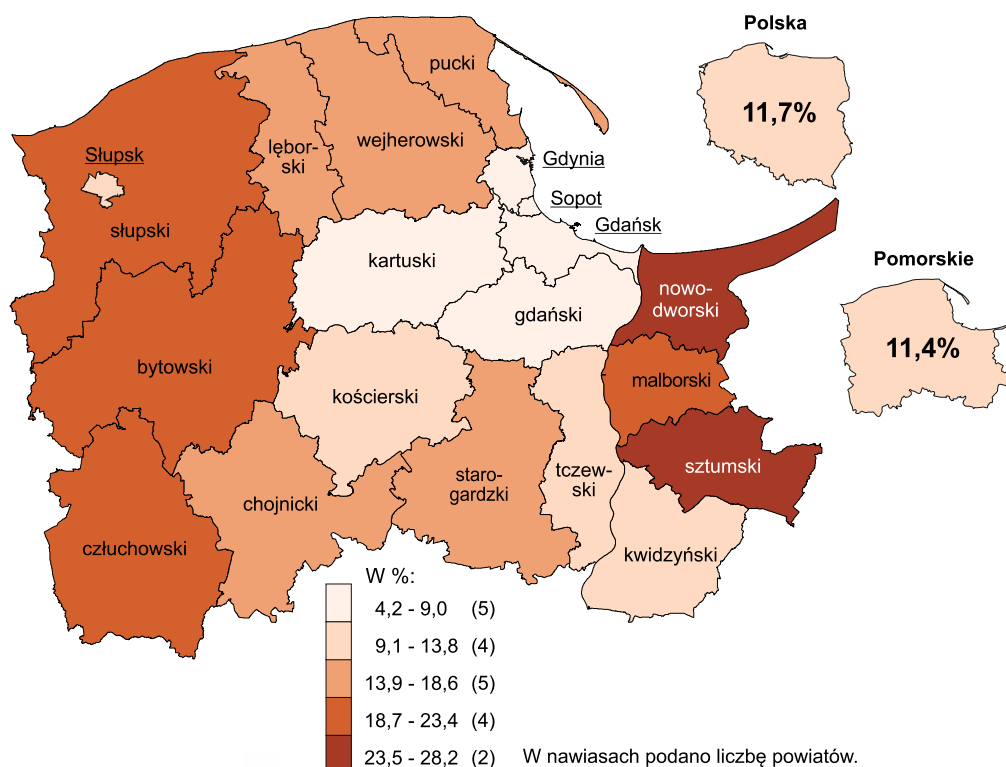 Polska
11,7%
pucki
wejherowski
lębor-
ski
Słupsk
słupski
Gdynia
Sopot
Gdańsk
kartuski
gdański
nowo-
dworski
Pomorskie
11,4%
bytowski
kościerski
malborski
sztumski
staro-
gardzki
tczew-
ski
chojnicki
człuchowski
kwidzyński
W %:
4,2 - 9,0 (5)
9,1 - 13,8 (4)
13,9 - 18,6 (5)
18,7 - 23,4 (4)
23,5 - 28,2 (2)
W nawiasach podano liczbę powiatów.